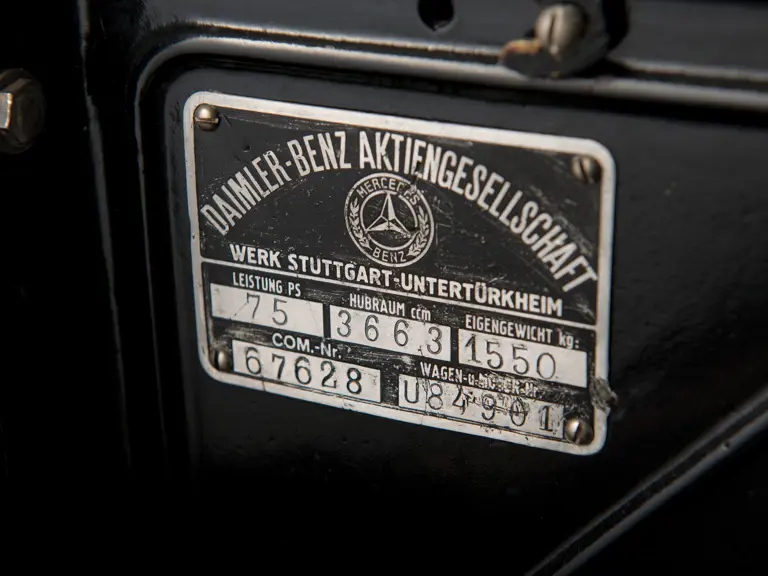 DAIMLER-BENZ AKTIENGESELLSCHAFT
MERCEDES
BENZ
WERK STUTTGART-UNTERTÜRKHEIM
LEISTUNG PS HUBRAUM ccm EIGENGEWICHT kg:
75 3663 1550
COM.-Nr. WAGEN-u.
67628 U84901